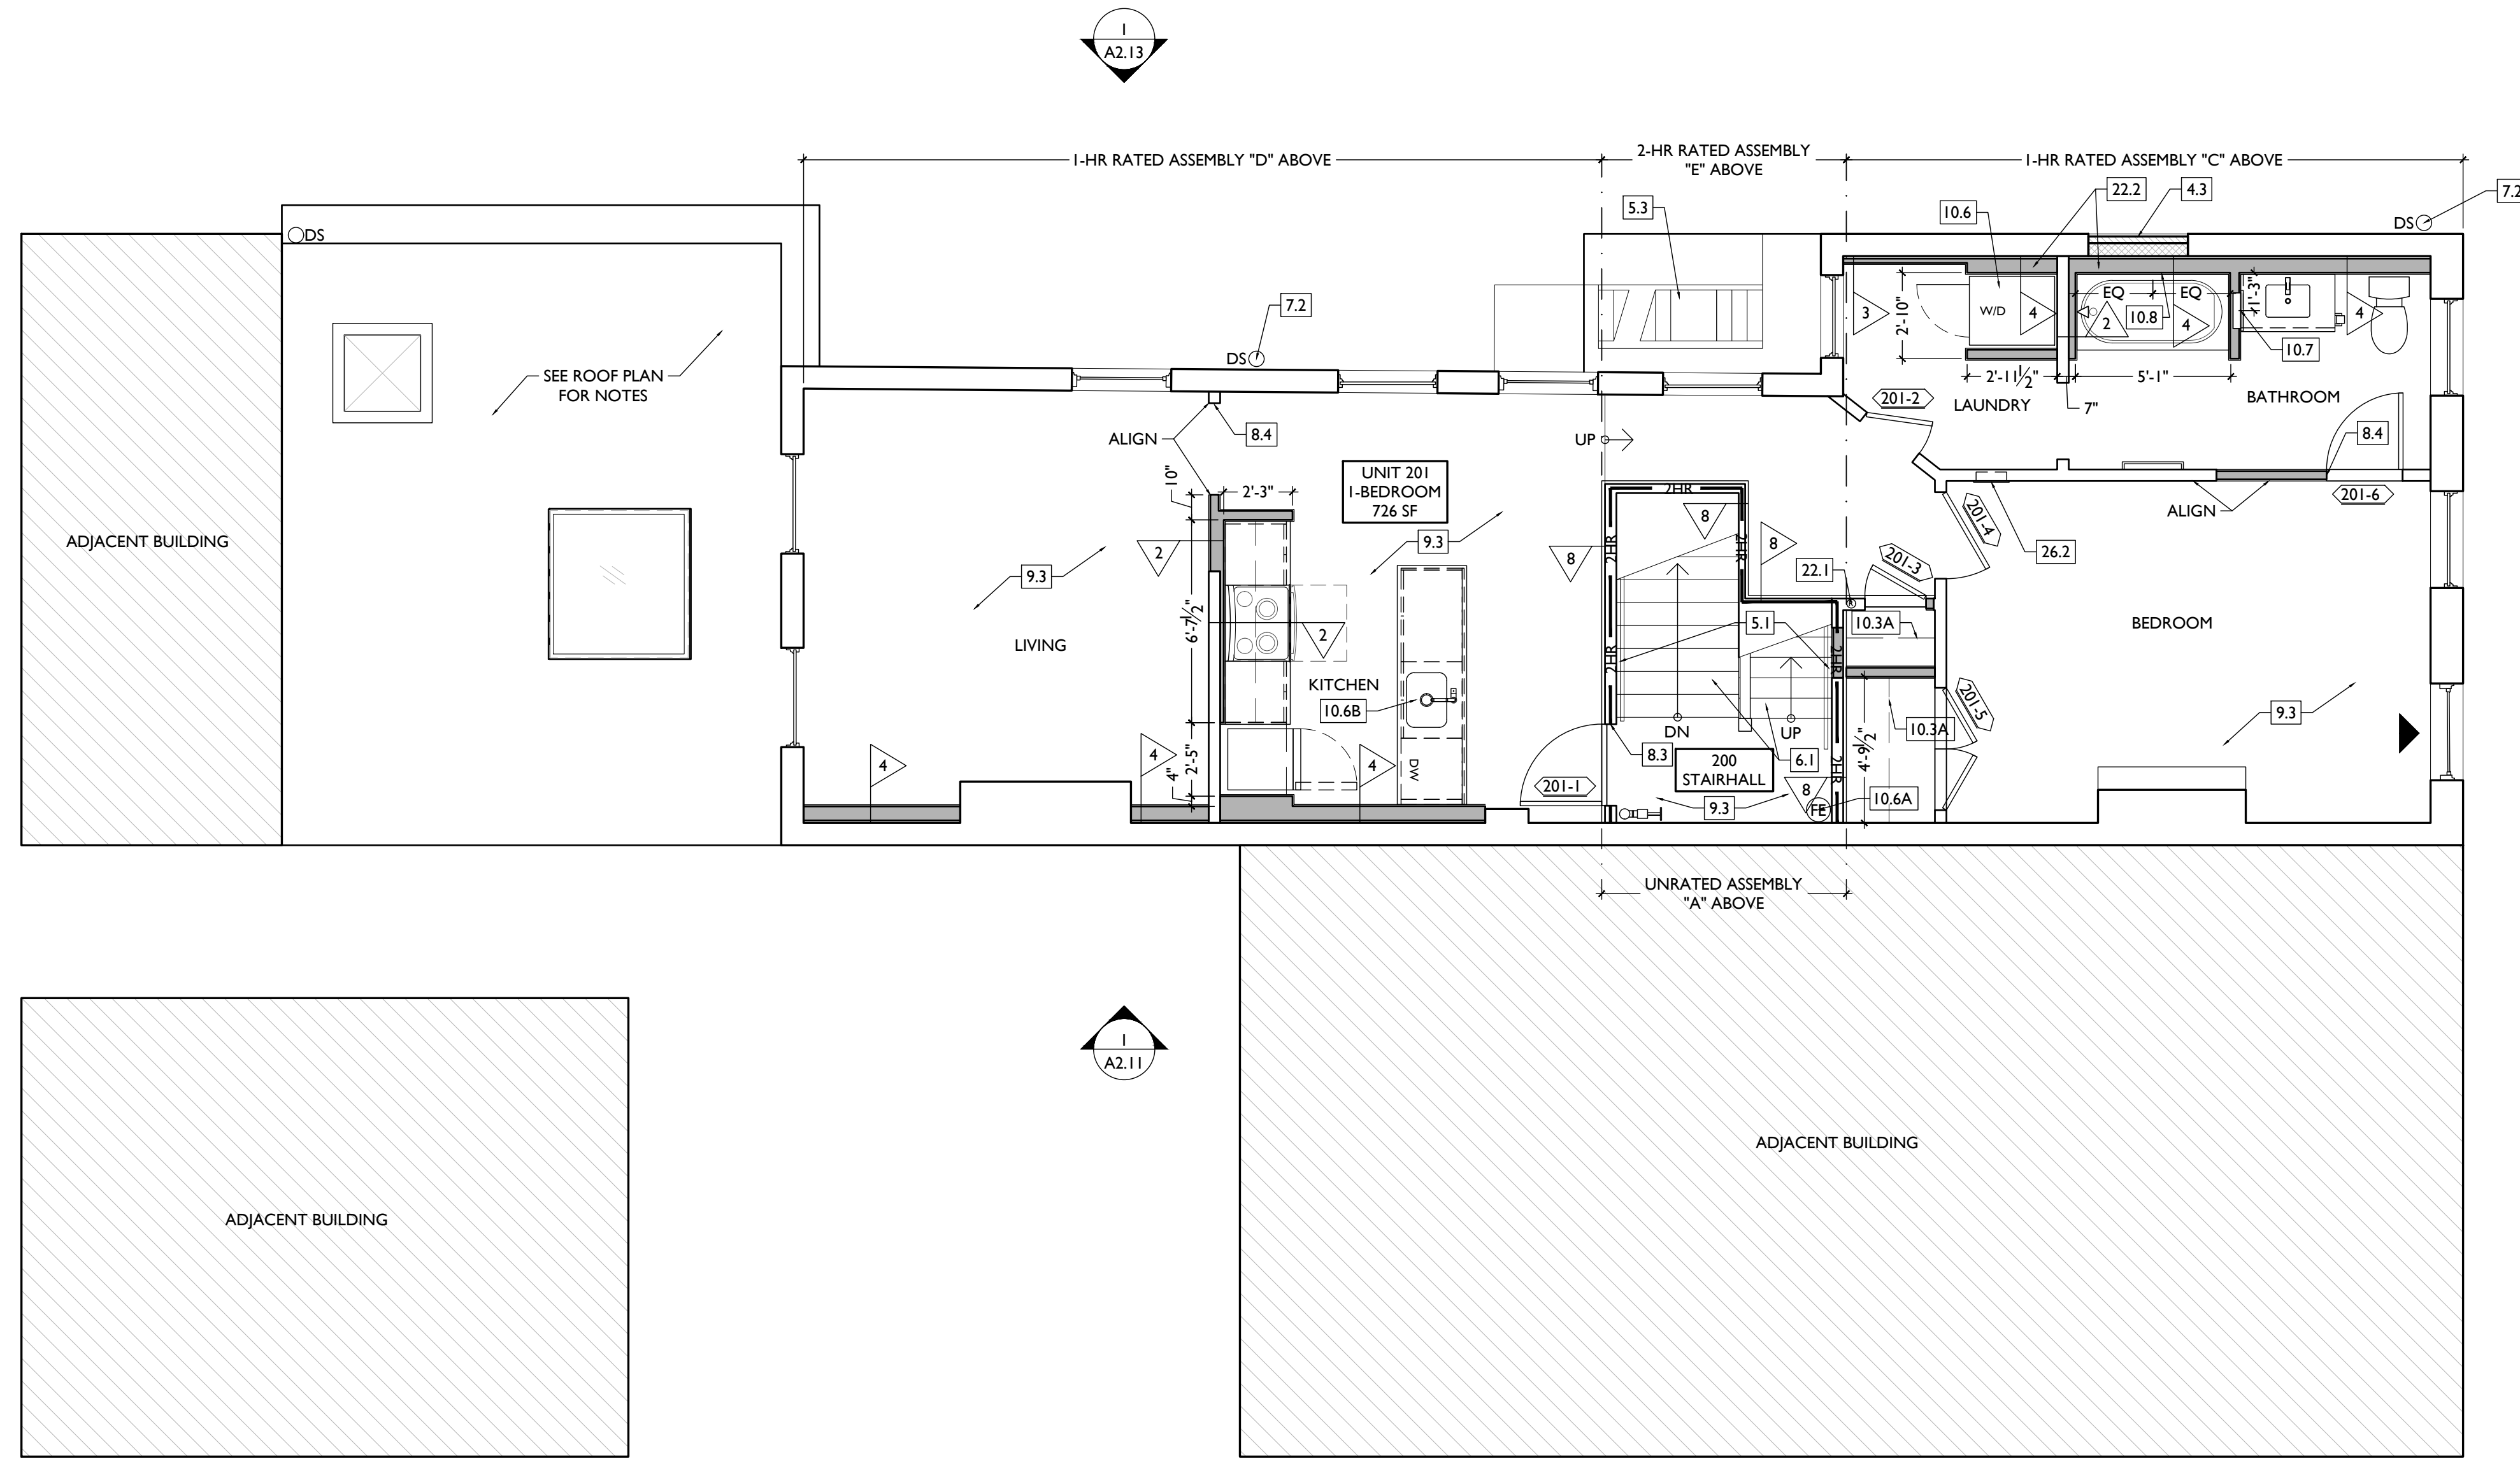 1
A2.13
1-HR RATED ASSEMBLY "D" ABOVE
2-HR RATED ASSEMBLY
"E" ABOVE
1-HR RATED ASSEMBLY "C" ABOVE
22.2
4.3
7.2
5.3
10.6
DS
DS
7.2
DS
3
2'-10"
W/D
4
EQ
EQ
2
10.8
4
1'-3"
4
10.7
SEE ROOF PLAN
FOR NOTES
2'-11 1/2"
5'-1"
201-2
LAUNDRY
7"
BATHROOM
ALIGN
8.4
UP
8.4
10"
2'-3"
UNIT 201
1-BEDROOM
726 SF
2HR
201-6
ALIGN
201-4
8
2HR
2HR
8
ADJACENT BUILDING
2
9.3
8
26.2
201-3
22.1
9.3
6'-7 1/2"
2
5.1
10.3A
BEDROOM
LIVING
2HR
2HR
KITCHEN
10.6B
201-5
9.3
10.3A
DN
UP
8.3
200
STAIRHALL
6.1
4'-9 1/2"
4
4
2'-5"
4"
4
DW
2HR
201-1
8
9.3
FE
10.6A
UNRATED ASSEMBLY
"A" ABOVE
1
A2.11
ADJACENT BUILDING
ADJACENT BUILDING